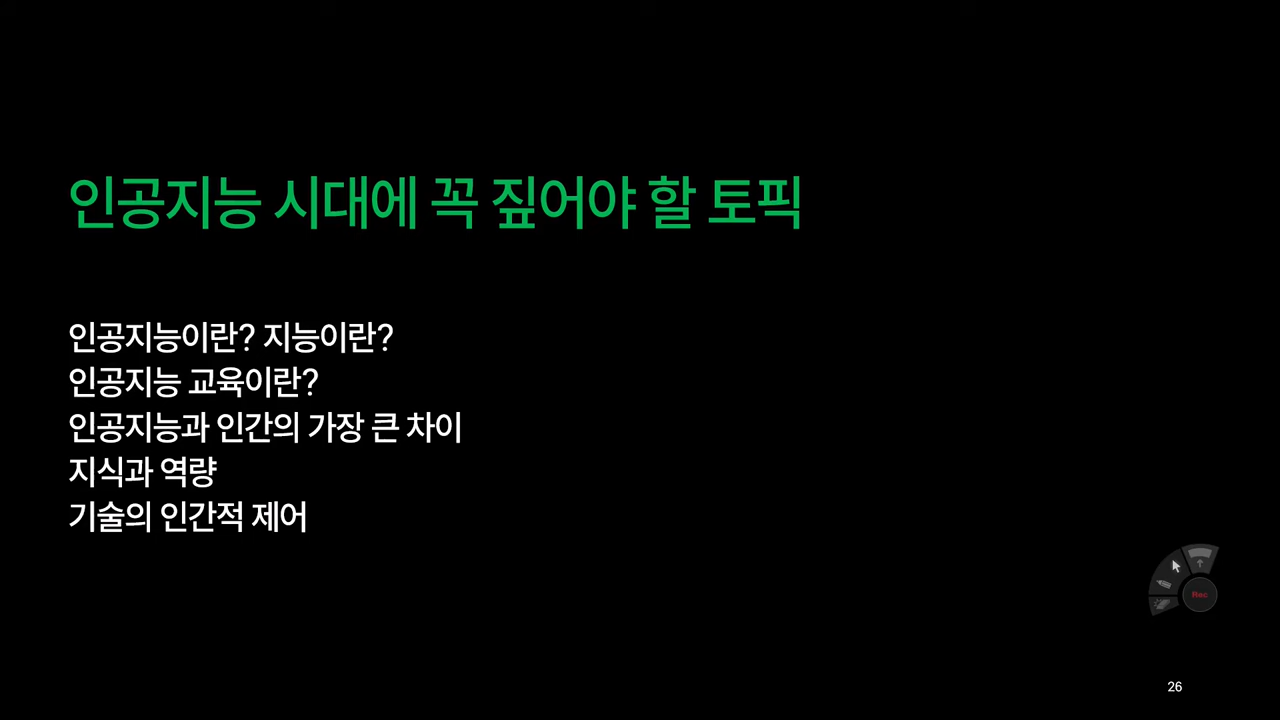 인공지능 시대에 꼭 짚어야 할 토픽
인공지능이란? 지능이란?
인공지능 교육이란?
인공지능과 인간의 가장 큰 차이
지식과 역량
기술의 인간적 제어
Rec
26